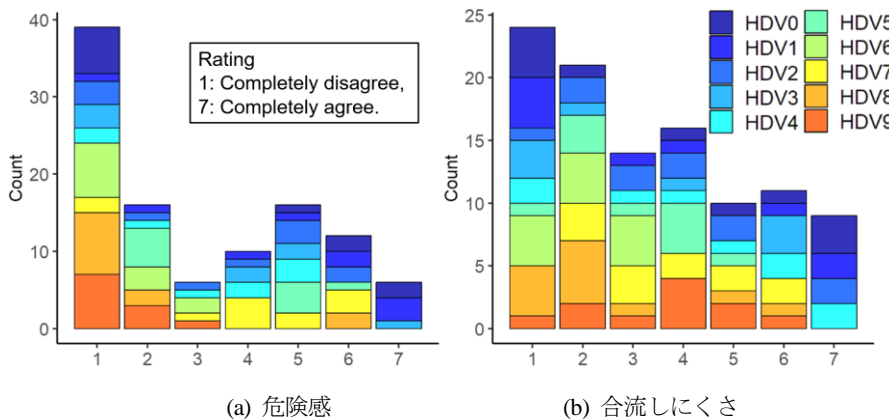 40
30
20
10
0
Count
Rating
1: Completely disagree,
7: Completely agree.
1 2 3 4 5 6 7
(a) 危険感
25
20
15
10
5
0
Count
HDV0 HDV5
HDV1 HDV6
HDV2 HDV7
HDV3 HDV8
HDV4 HDV9
1 2 3 4 5 6 7
(b) 合流しにくさ